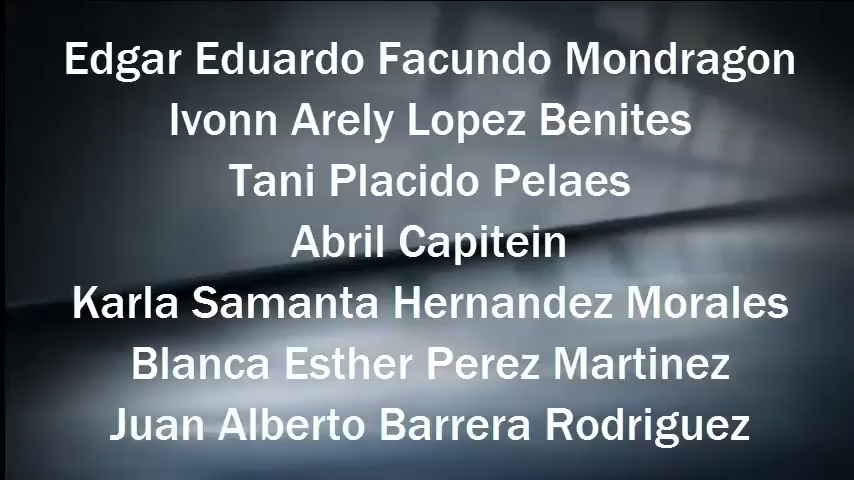 Edgar Eduardo Facundo Mondragon
Ivonn Arely Lopez Benites
Tani Placido Pelaes
Abril Capitein
Karla Samanta Hernandez Morales
Blanca Esther Perez Martinez
Juan Alberto Barrera Rodriguez